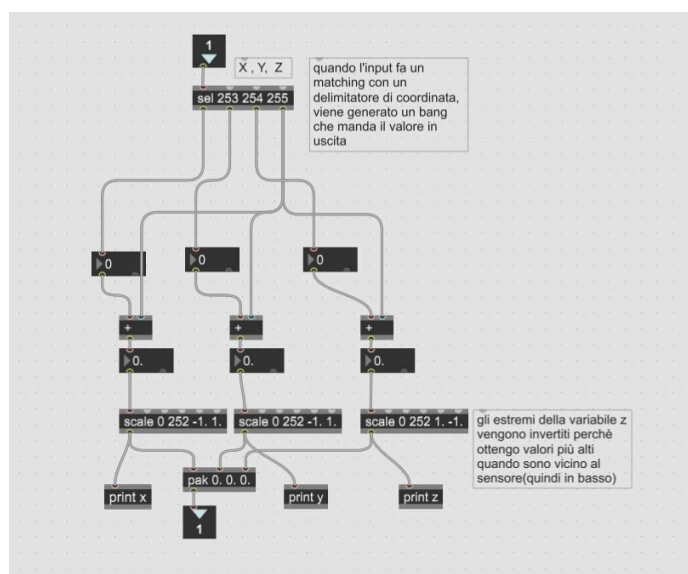 1
X , Y, Z
quando l'input fa un
matching con un
delimitatore di coordinata,
viene generato un bang
che manda il valore in
uscita
sel 253 254 255
0
0
0
+
+
+
0.
0.
0.
scale 0 252 -1. 1.
scale 0 252 -1. 1.
scale 0 252 1. -1.
gli estremi della variabile z
vengono invertiti perchè
ottengo valori più alti
quando sono vicino al
sensore(quindi in basso)
pak 0. 0. 0.
print x
print y
print z
1